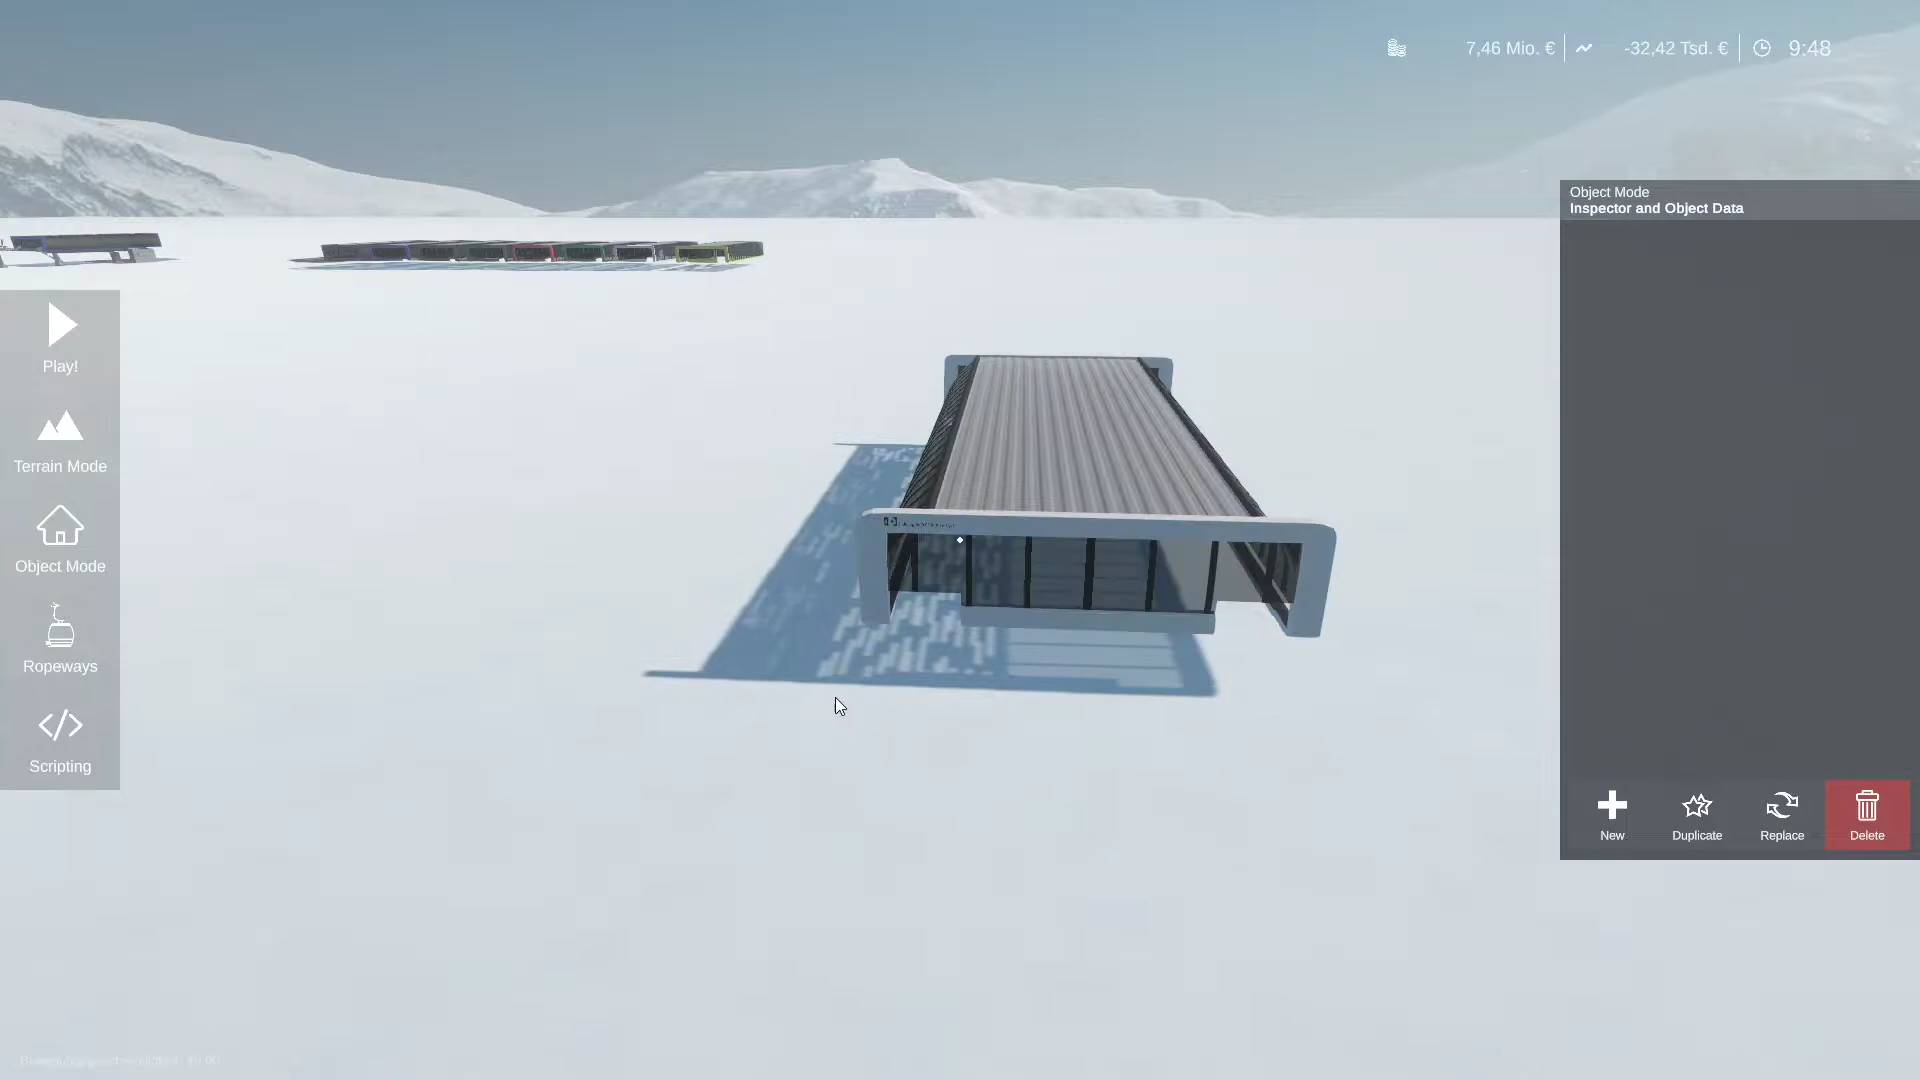 7,46 Mio. €
-32,42 Tsd. €
9:48
Object Mode
Inspector and Object Data
Play!
Terrain Mode
Object Mode
Ropeways
Scripting
New
Duplicate
Replace
Delete